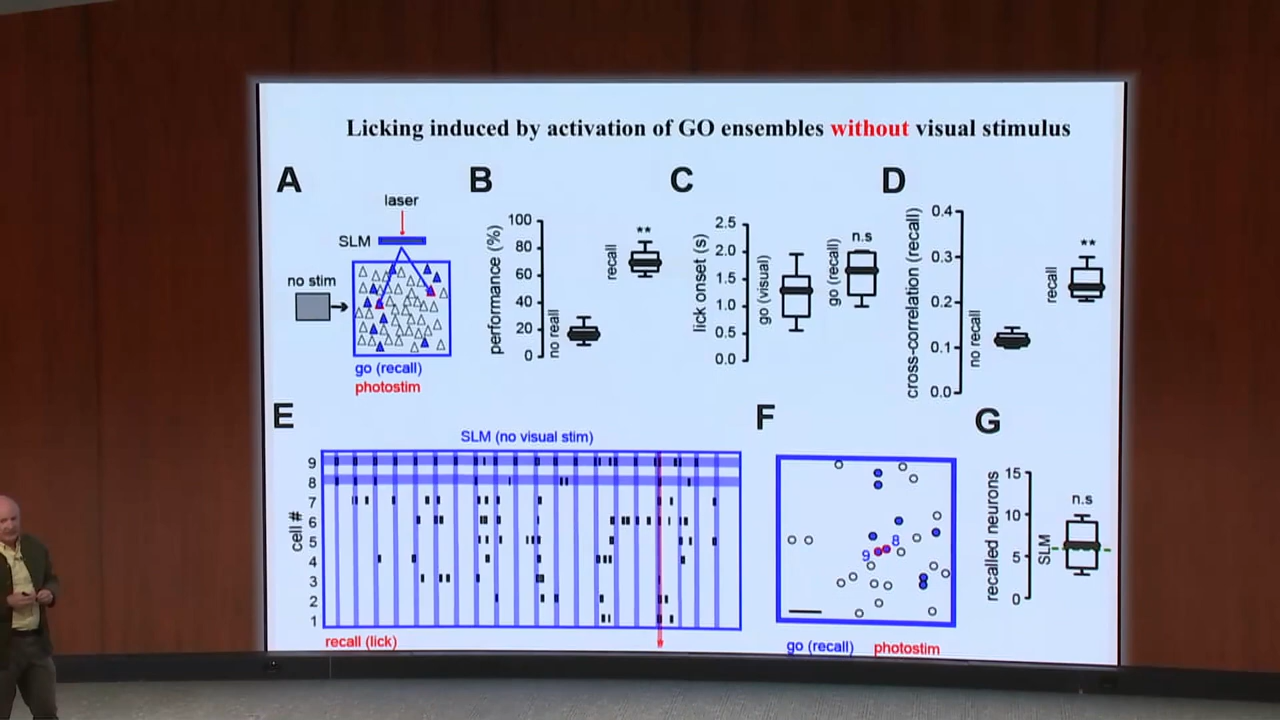 Licking induced by activation of GO ensembles without visual stimulus
A
laser
SLM
no stim
go (recall)
photostim
B
performance (%)
100
80
60
40
20
0
no reall
recall
**
C
lick onset (s)
2.5
2.0
1.5
1.0
0.5
0.0
go (visual)
go (recall)
n.s
D
cross-correlation (recall)
0.4
0.3
0.2
0.1
0.0
no recall
recall
**
E
SLM (no visual stim)
cell #
9
8
7
6
5
4
3
2
1
recall (lick)
F
8
9
go (recall)
photostim
G
recalled neurons
15
10
5
0
SLM
n.s